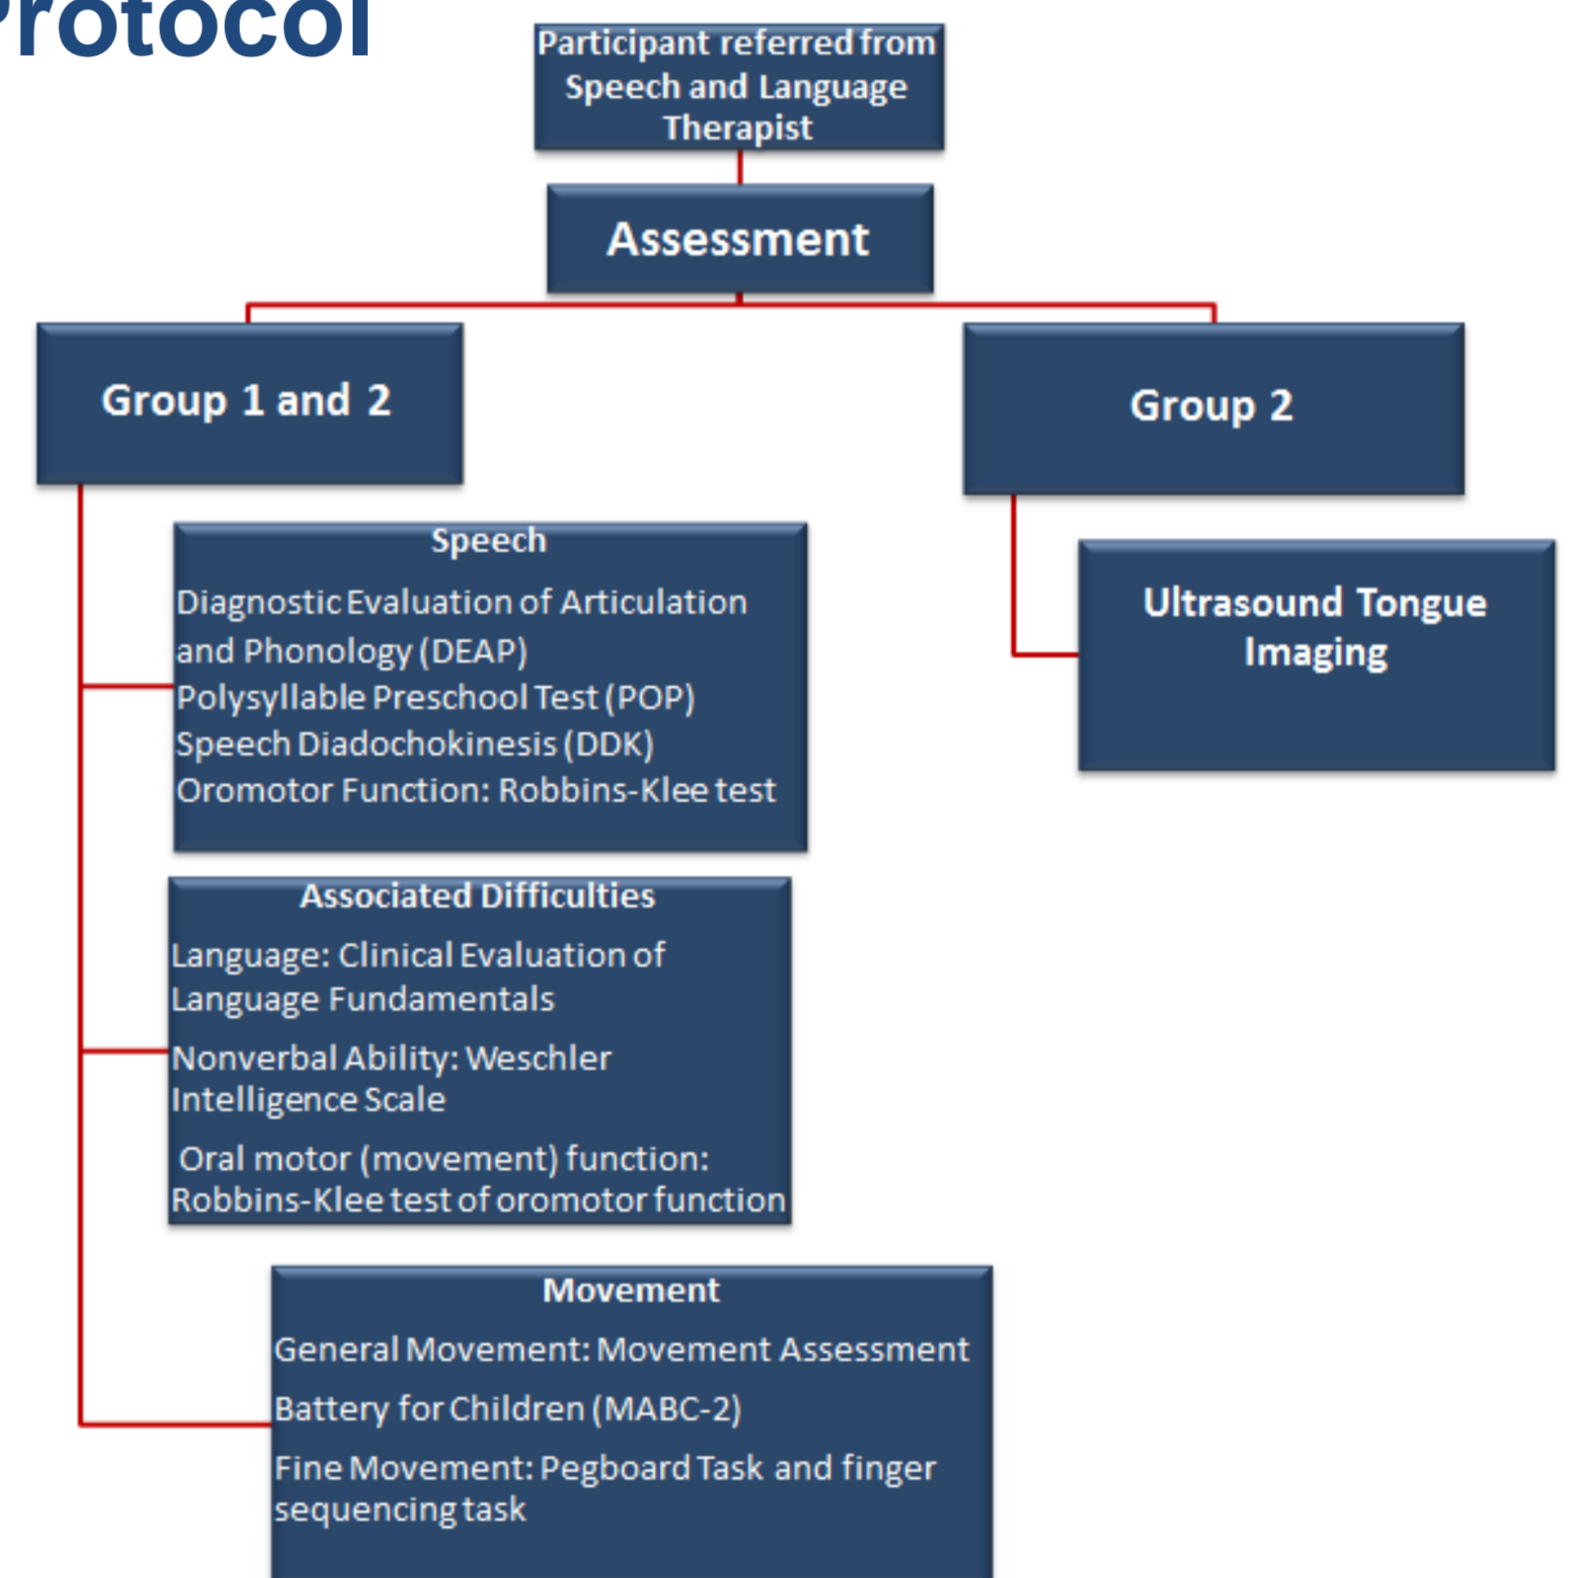 Protocol
Participant referred from
Speech and Language
Therapist
Assessment
Group 1 and 2
Group 2
Speech
Diagnostic Evaluation of Articulation
and Phonology (DEAP)
Polysyllable Preschool Test (POP)
Speech Diadochokinesis (DDK)
Oromotor Function: Robbins-Klee test
Ultrasound Tongue
Imaging
Associated Difficulties
Language: Clinical Evaluation of
Language Fundamentals
Nonverbal Ability: Weschler
Intelligence Scale
Oral motor (movement) function:
Robbins-Klee test of oromotor function
Movement
General Movement: Movement Assessment
Battery for Children (MABC-2)
Fine Movement: Pegboard Task and finger
sequencing task